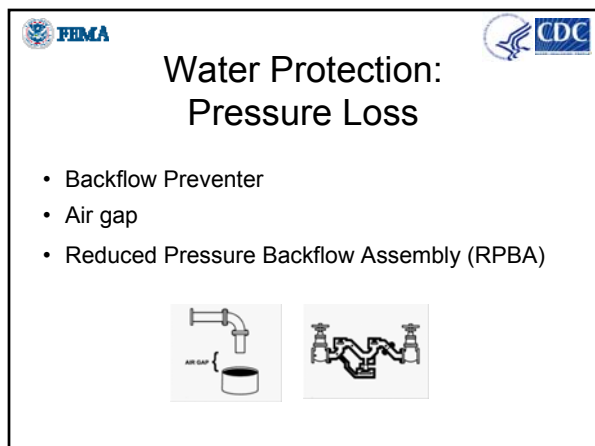 FEMA
CDC
Water Protection:
Pressure Loss
• Backflow Preventer
• Air gap
• Reduced Pressure Backflow Assembly (RPBA)
AIR GAP